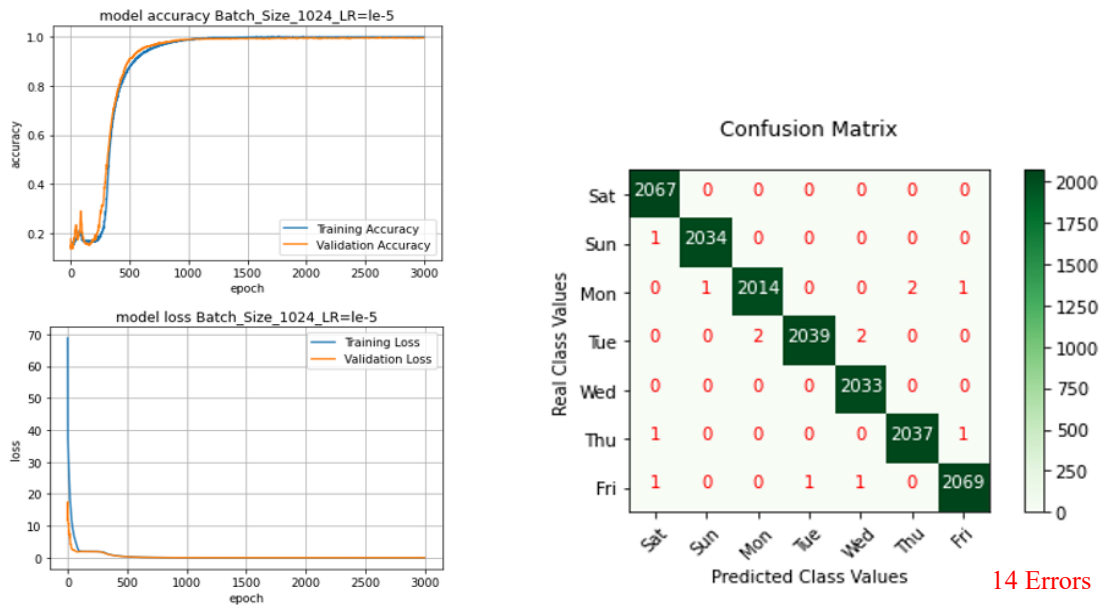 model accuracy Batch_Size_1024_LR=le-5
1.0
0.8
0.6
0.4
0.2
accuracy
Training Accuracy
Validation Accuracy
0 500 1000 1500 2000 2500 3000
epoch
model loss Batch_Size_1024_LR=le-5
70
60
50
40
30
20
10
0
loss
Training Loss
Validation Loss
0 500 1000 1500 2000 2500 3000
epoch
Confusion Matrix
Real Class Values
Sat 2067 0 0 0 0 0 0
Sun 1 2034 0 0 0 0 0
Mon 0 1 2014 0 0 2 1
Tue 0 0 2 2039 2 0 0
Wed 0 0 0 0 2033 0 0
Thu 1 0 0 0 0 2037 1
Fri 1 0 0 1 1 0 2069
Sat Sun Mon Tue Wed Thu Fri
Predicted Class Values
2000
1750
1500
1250
1000
750
500
250
0
14 Errors